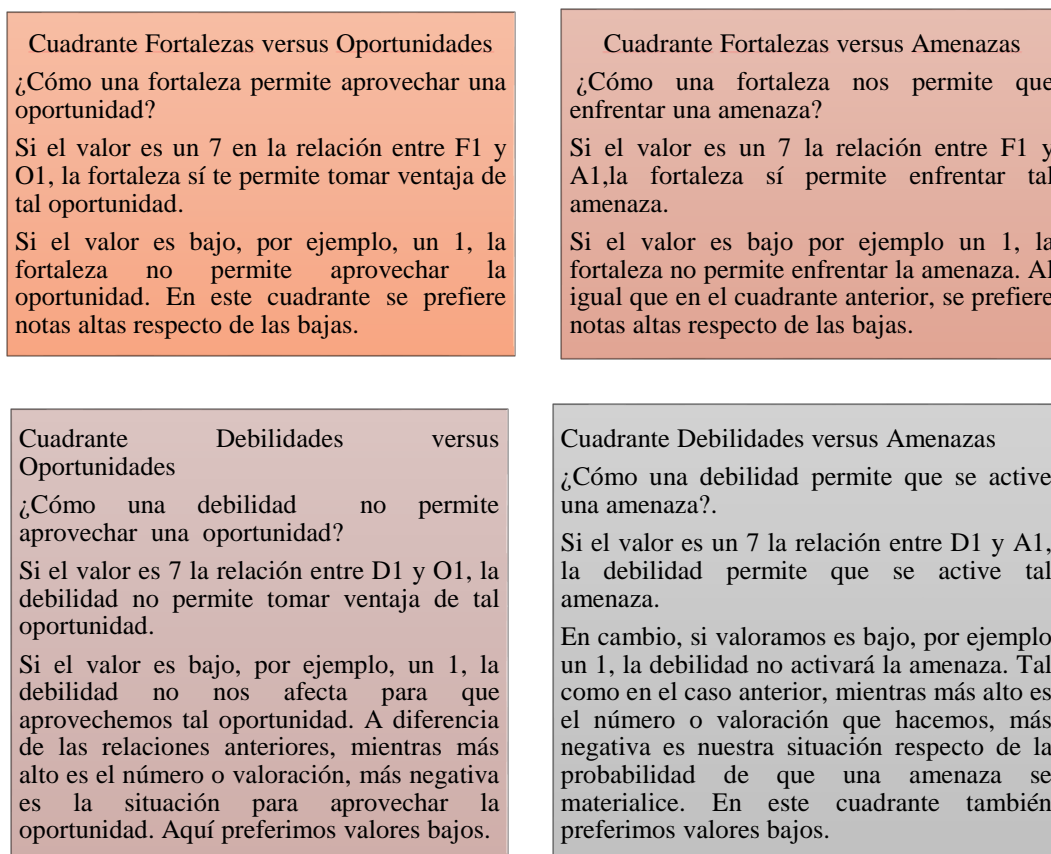 Cuadrante Fortalezas versus Oportunidades
¿Cómo una fortaleza permite aprovechar una
oportunidad?
Si el valor es un 7 en la relación entre F1 y
O1, la fortaleza sí te permite tomar ventaja de
tal oportunidad.
Si el valor es bajo, por ejemplo, un 1, la
fortaleza no permite aprovechar la
oportunidad. En este cuadrante se prefiere
notas altas respecto de las bajas.
Cuadrante Fortalezas versus Amenazas
¿Cómo una fortaleza nos permite que
enfrentar una amenaza?
Si el valor es un 7 la relación entre F1 y
A1,la fortaleza sí permite enfrentar tal
amenaza.
Si el valor es bajo por ejemplo un 1, la
fortaleza no permite enfrentar la amenaza. Al
igual que en el cuadrante anterior, se prefiere
notas altas respecto de las bajas.
Cuadrante Debilidades versus
Oportunidades
¿Cómo una debilidad no permite
aprovechar una oportunidad?
Si el valor es 7 la relación entre D1 y O1, la
debilidad no permite tomar ventaja de tal
oportunidad.
Si el valor es bajo, por ejemplo, un 1, la
debilidad no nos afecta para que
aprovechemos tal oportunidad. A diferencia
de las relaciones anteriores, mientras más
alto es el número o valoración, más negativa
es la situación para aprovechar la
oportunidad. Aquí preferimos valores bajos.
Cuadrante Debilidades versus Amenazas
¿Cómo una debilidad permite que se active
una amenaza?.
Si el valor es un 7 la relación entre D1 y A1,
la debilidad permite que se active tal
amenaza.
En cambio, si valoramos es bajo, por ejemplo
un 1, la debilidad no activará la amenaza. Tal
como en el caso anterior, mientras más alto es
el número o valoración que hacemos, más
negativa es nuestra situación respecto de la
probabilidad de que una amenaza se
materialice. En este cuadrante también
preferimos valores bajos.